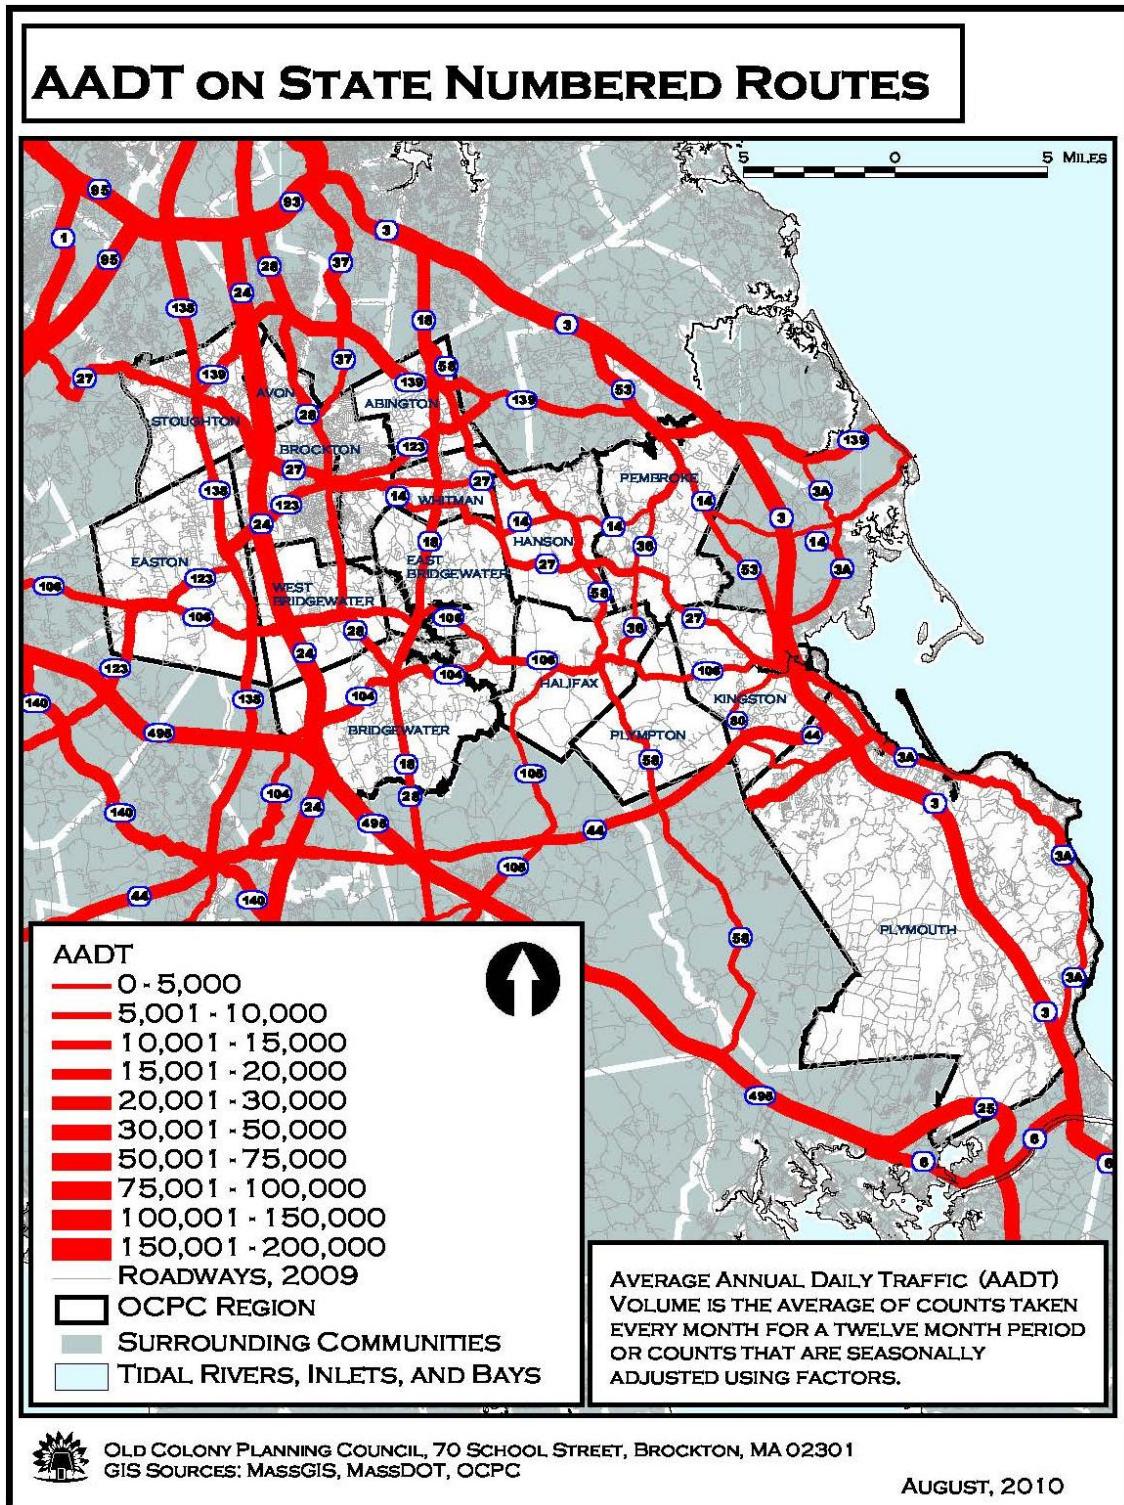 AADT ON STATE NUMBERED ROUTES
5 0 5 MILES
95
93
1
3
95
28
37
24
135
18
3
37
58
27
139
139
53
AVON
ABINGTON
139
28
STOUGHTON
139
BROCKTON
123
27
PEMBROKE
27
138
3A
14
WHITMAN
14
123
3
24
14
14
HANSON
18
14
36
EASTON
EAST
BRIDGEWATER
27
53
3A
123
106
WEST
BRIDGEWATER
58
106
106
27
28
36
24
106
106
123
104
HALIFAX
KINGSTON
104
135
140
80
BRIDGEWATER
PLYMPTON
44
495
58
3A
18
105
104
28
3
24
140
495
44
3A
105
44
140
PLYMOUTH
58
3A
3
495
25
6
6
6
AADT
0 - 5,000
5,001 - 10,000
10,001 - 15,000
15,001 - 20,000
20,001 - 30,000
30,001 - 50,000
50,001 - 75,000
75,001 - 100,000
100,001 - 150,000
150,001 - 200,000
ROADWAYS, 2009
OCPC REGION
SURROUNDING COMMUNITIES
TIDAL RIVERS, INLETS, AND BAYS
AVERAGE ANNUAL DAILY TRAFFIC (AADT)
VOLUME IS THE AVERAGE OF COUNTS TAKEN
EVERY MONTH FOR A TWELVE MONTH PERIOD
OR COUNTS THAT ARE SEASONALLY
ADJUSTED USING FACTORS.
OLD COLONY PLANNING COUNCIL, 70 SCHOOL STREET, BROCKTON, MA 02301
GIS SOURCES: MASSGIS, MASSDOT, OCPC
AUGUST, 2010